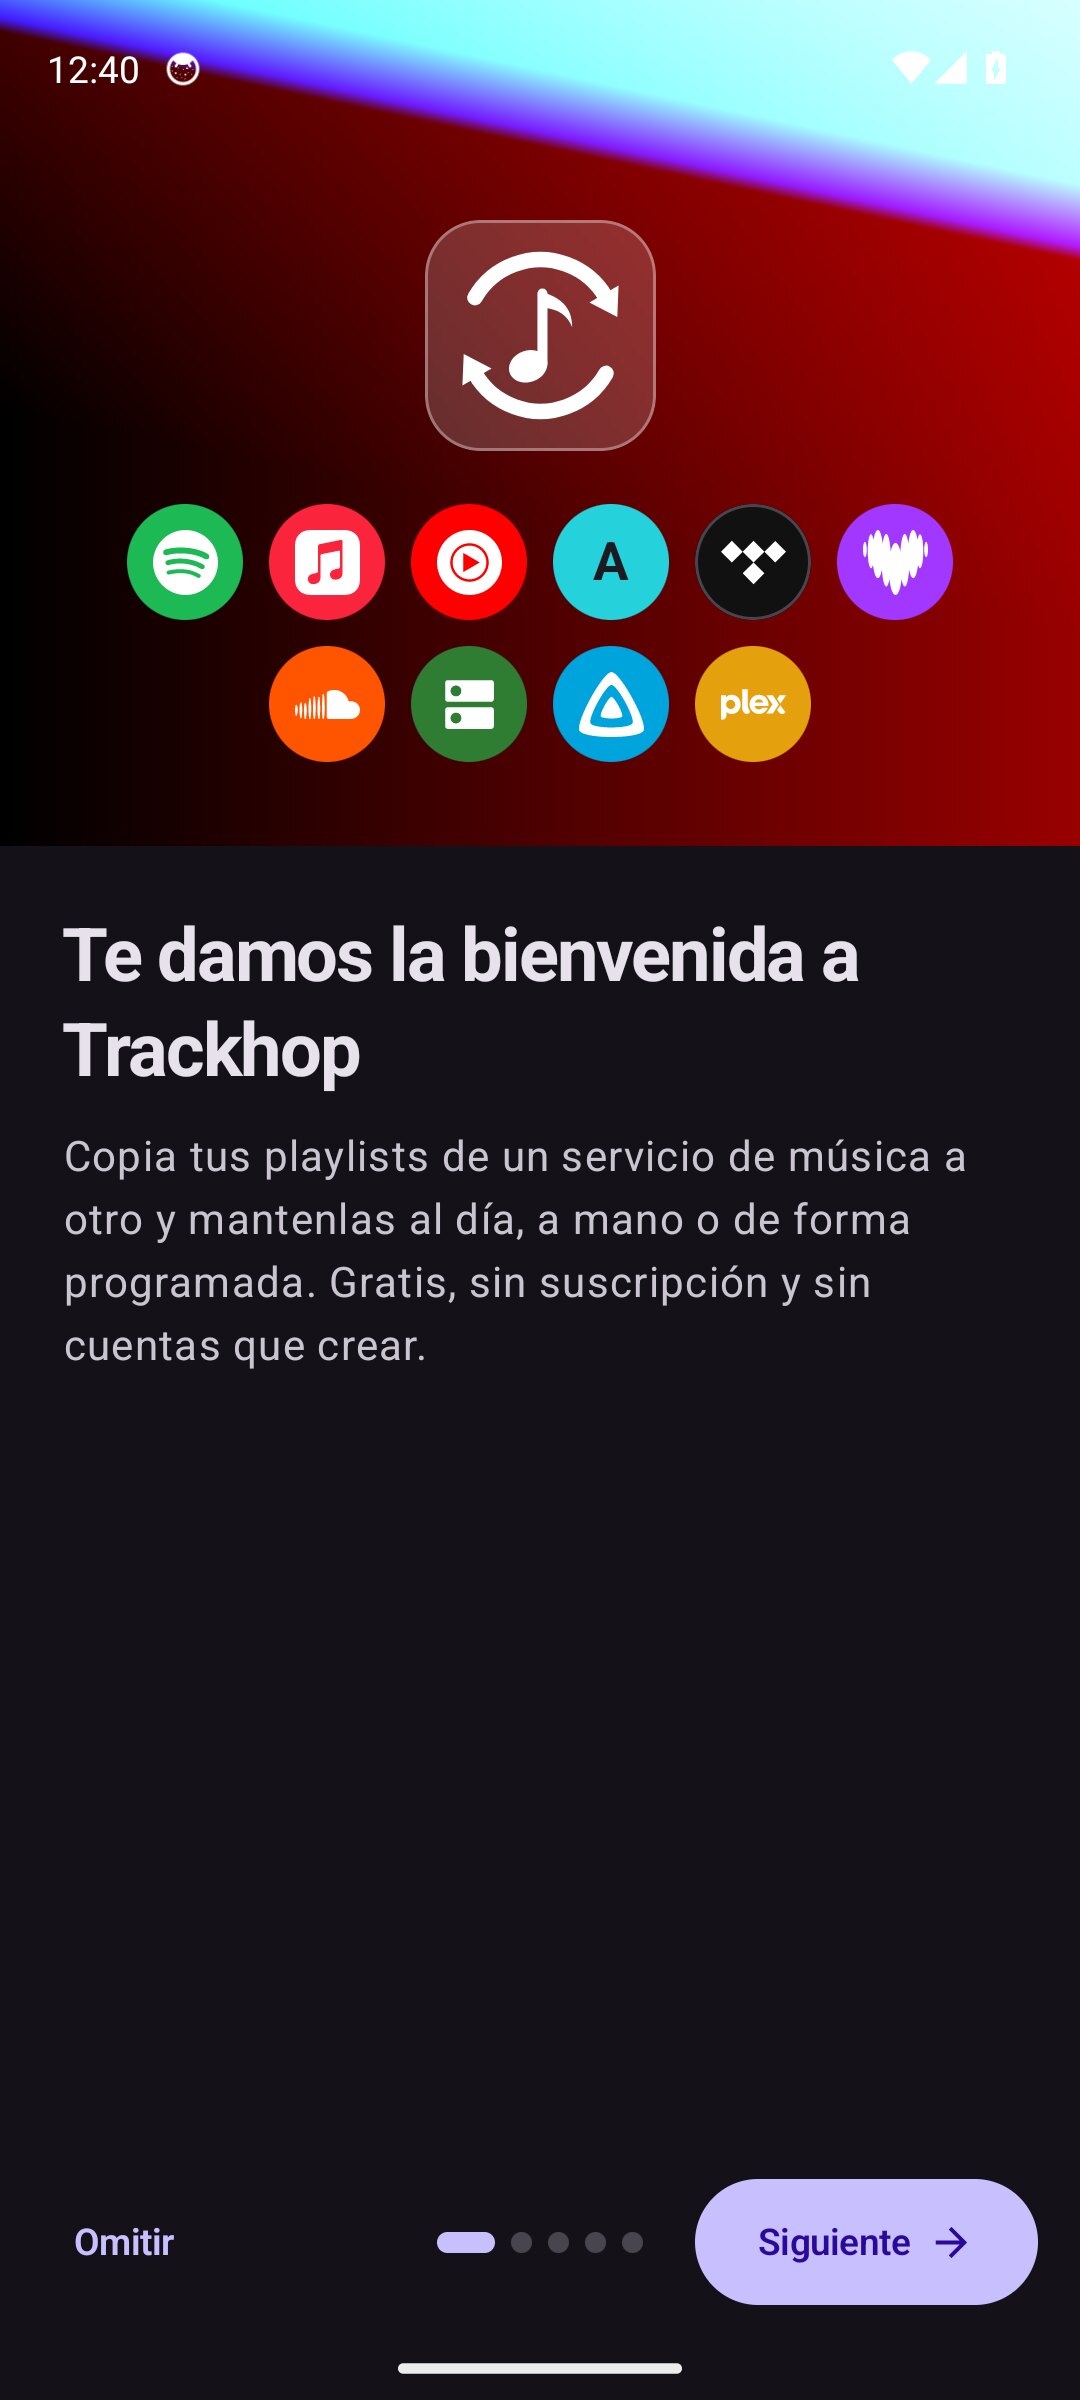 12:40
A
plex
Te damos la bienvenida a
Trackhop
Copia tus playlists de un servicio de música a
otro y mantenlas al día, a mano o de forma
programada. Gratis, sin suscripción y sin
cuentas que crear.
Omitir
Siguiente